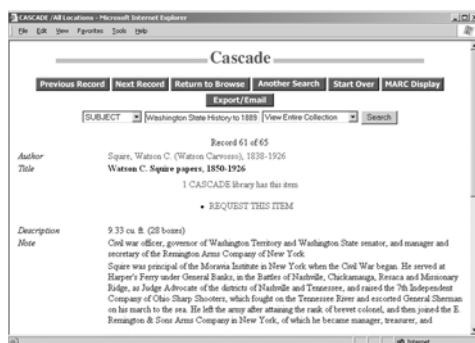 CASCADE /All Locations - Microsoft Internet Explorer
File Edit View Favorites Tools Help
Cascade
Previous Record Next Record Return to Browse Another Search Start Over MARC Display
Export/Email
SUBJECT Washington State History to 1889 View Entire Collection Search
Record 61 of 65
Author Squire, Watson C. (Watson Carvosso), 1838-1926
Title Watson C. Squire papers, 1850-1926
1 CASCADE library has this item
• REQUEST THIS ITEM
Description 9.33 cu. ft. (28 boxes)
Note Civil war officer, governor of Washington Territory and Washington State senator, and manager and
secretary of the Remington Arms Company of New York
Squire was principal of the Moravia Institute in New York when the Civil War began. He served at
Harper's Ferry under General Banks, in the Battles of Nashville, Chickamauga, Resaca and Missionary
Ridge, as Judge Advocate of the districts of Nashville and Tennessee, and raised the 7th Independent
Company of Ohio Sharp Shooters, which fought on the Tennessee River and escorted General Sherman
on his march to the sea. He left the army after attaining the rank of brevet colonel, and then joined the E.
Remington & Sons Arms Company in New York, of which he became manager, treasurer, and
Internet